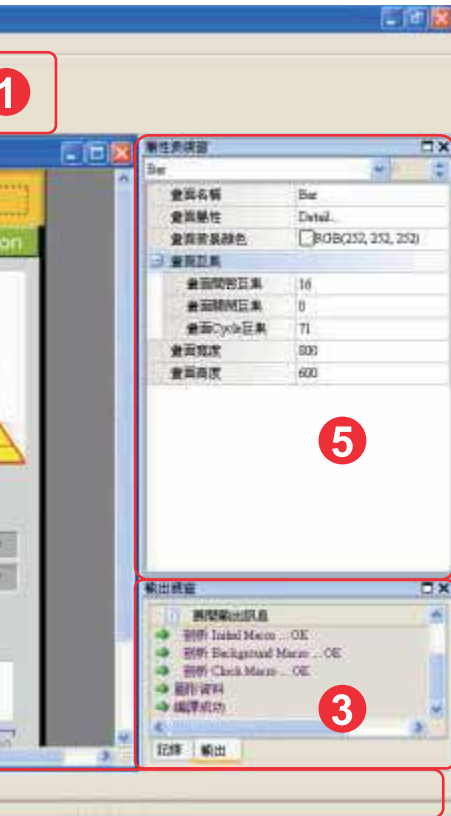 1
on
屬性表視窗
Bar
畫面名稱 Bar
畫面屬性 Detail...
畫面背景顏色 RGB(252, 252, 252)
畫面巨集
畫面開啟巨集 16
畫面關閉巨集 0
畫面Cycle巨集 71
畫面寬度 800
畫面高度 600
5
輸出視窗
展開輸出訊息
剖析 Initial Macro ... OK
剖析 Background Macro ... OK
剖析 Clock Macro ... OK
圖形資料
編譯成功
3
記錄 輸出